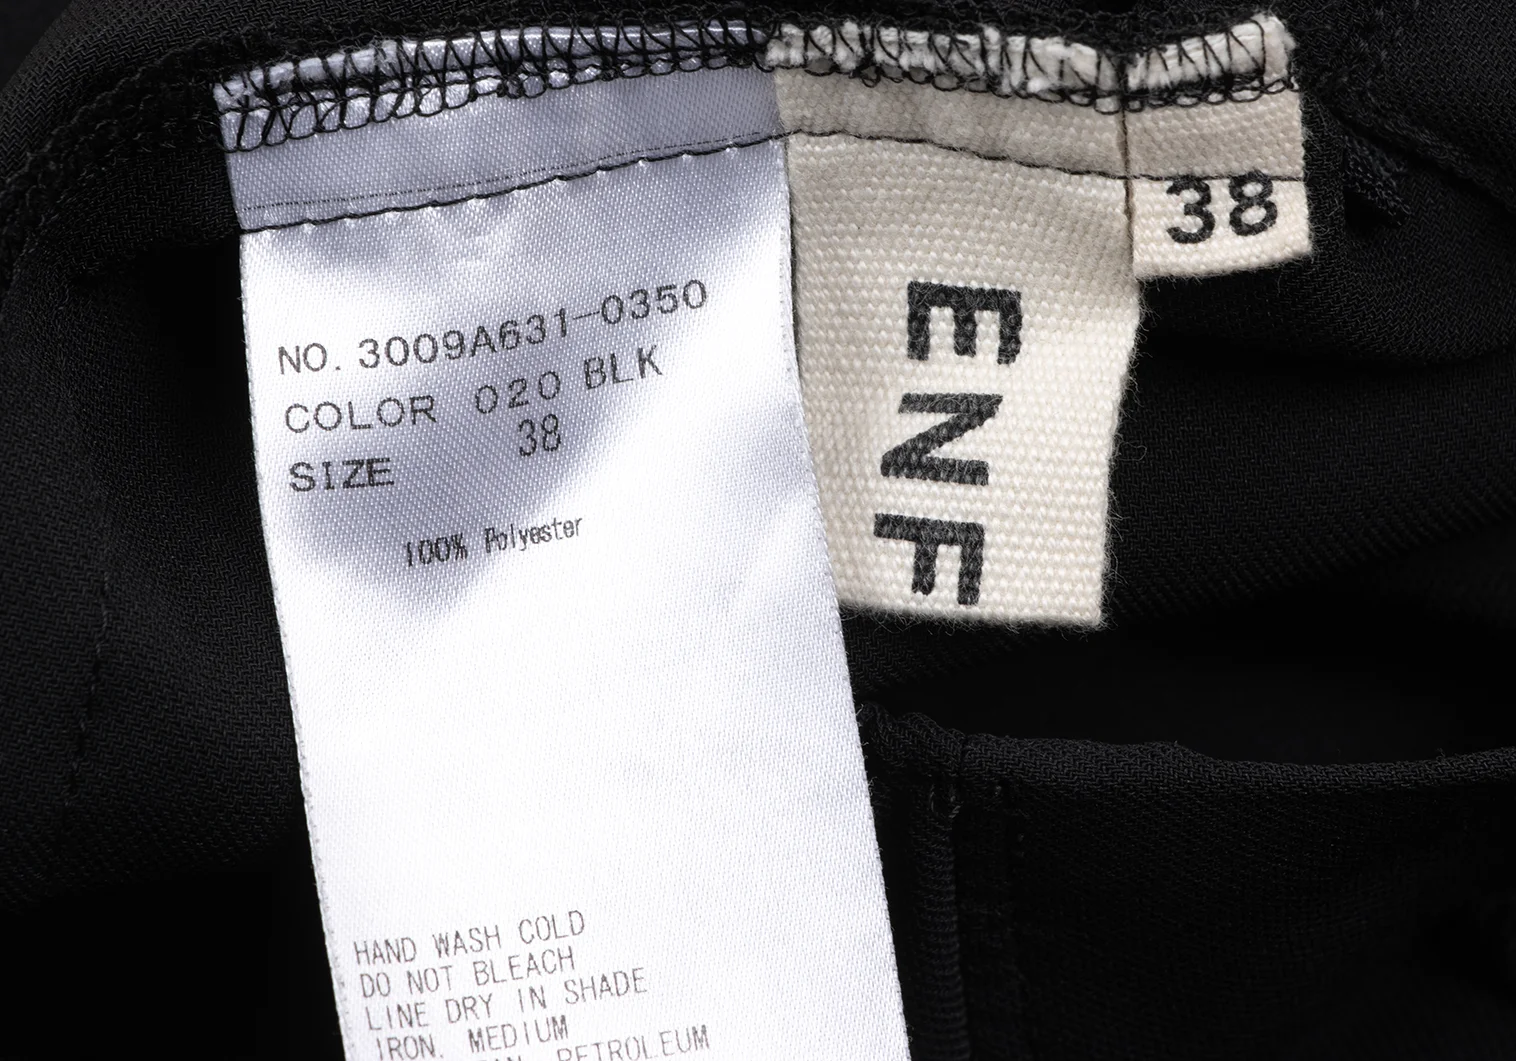 NO. 3009A631-0350
COLOR 020 BLK
SIZE 38
100% Polyester
HAND WASH COLD
DO NOT BLEACH
LINE DRY IN SHADE
IRON. MEDIUM
PETROLEUM
ENF
38